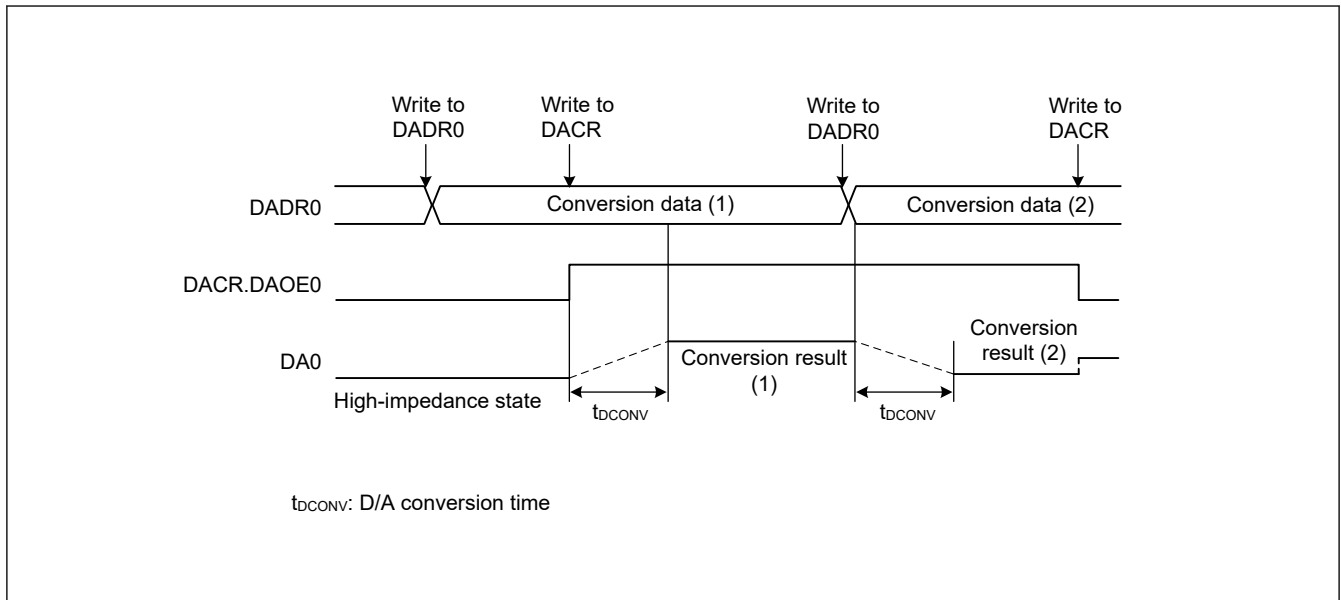 Write to
DADR0
Write to
DACR
Write to
DADR0
Write to
DACR
DADR0
Conversion data (1)
Conversion data (2)
DACR.DAOE0
DA0
High-impedance state
Conversion result
(1)
Conversion
result (2)
tDCONV
tDCONV
tDCONV: D/A conversion time